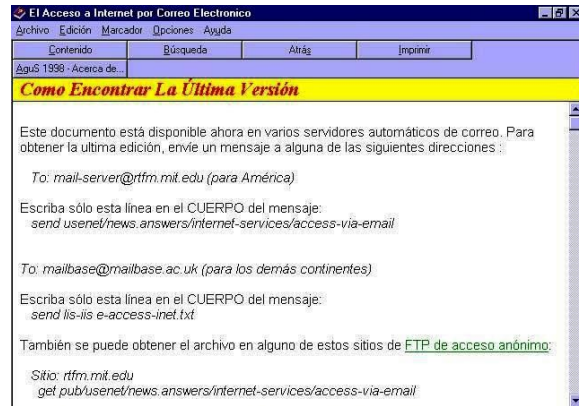 El Acceso a Internet por Correo Electronico
Archivo Edición Marcador Opciones Ayuda
Contenido Búsqueda Atrás Imprimir
AguS 1998 - Acerca de...
Como Encontrar La Última Versión
Este documento está disponible ahora en varios servidores automáticos de correo. Para
obtener la ultima edición, envíe un mensaje a alguna de las siguientes direcciones :
To: mail-server@rtfm.mit.edu (para América)
Escriba sólo esta línea en el CUERPO del mensaje:
send usenet/news.answers/internet-services/access-via-email
To: mailbase@mailbase.ac.uk (para los demás continentes)
Escriba sólo esta línea en el CUERPO del mensaje:
send lis-iis e-access-inet.txt
También se puede obtener el archivo en alguno de estos sitios de FTP de acceso anónimo:
Sitio: rtfm.mit.edu
get pub/usenet/news.answers/internet-services/access-via-email